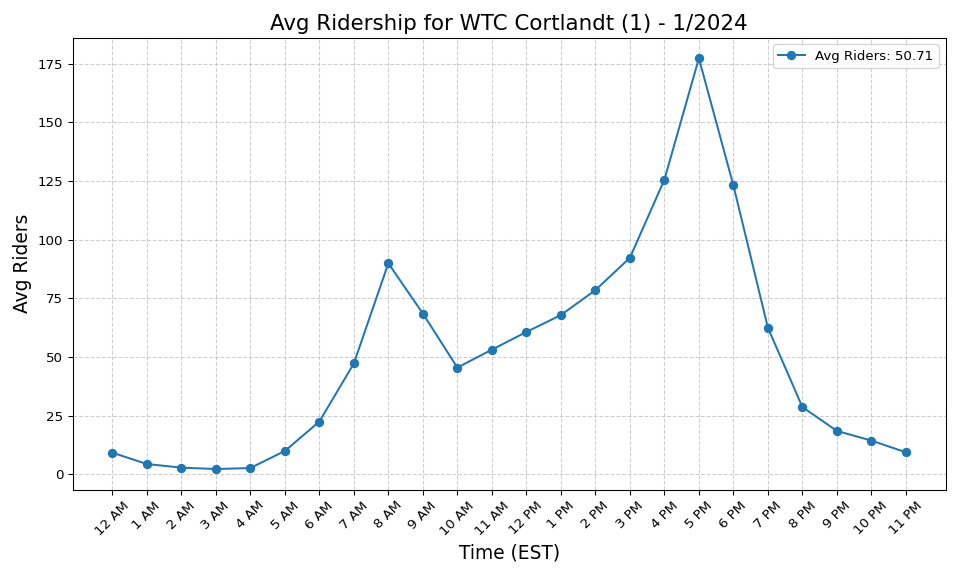 Avg Ridership for WTC Cortlandt (1) - 1/2024
Avg Riders: 50.71
Avg Riders
175
150
125
100
75
50
25
0
12 AM
1 AM
2 AM
3 AM
4 AM
5 AM
6 AM
7 AM
8 AM
9 AM
10 AM
11 AM
12 PM
1 PM
2 PM
3 PM
4 PM
5 PM
6 PM
7 PM
8 PM
9 PM
10 PM
11 PM
Time (EST)